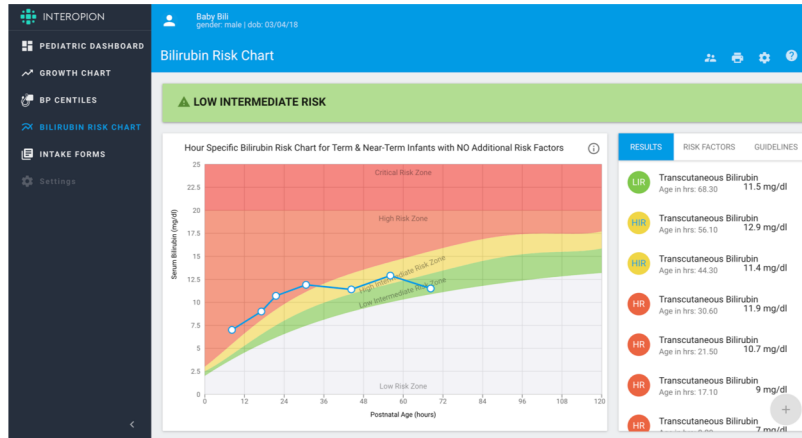 INTEROPION
Baby Bili
gender: male | dob: 03/04/18
PEDIATRIC DASHBOARD
GROWTH CHART
BP CENTILES
BILIRUBIN RISK CHART
INTAKE FORMS
Settings
Bilirubin Risk Chart
LOW INTERMEDIATE RISK
Hour Specific Bilirubin Risk Chart for Term & Near-Term Infants with NO Additional Risk Factors
Serum Bilirubin (mg/dl)
25
22.5
20
17.5
15
12.5
10
7.5
5
2.5
0
Critical Risk Zone
High Risk Zone
High Intermediate Risk Zone
Low Intermediate Risk Zone
Low Risk Zone
0 12 24 36 48 60 72 84 96 108 120
Postnatal Age (hours)
RESULTS RISK FACTORS GUIDELINES
LIR Transcutaneous Bilirubin
Age in hrs: 68.30 11.5 mg/dl
HIR Transcutaneous Bilirubin
Age in hrs: 56.10 12.9 mg/dl
HIR Transcutaneous Bilirubin
Age in hrs: 44.30 11.4 mg/dl
HR Transcutaneous Bilirubin
Age in hrs: 30.60 11.9 mg/dl
HR Transcutaneous Bilirubin
Age in hrs: 21.50 10.7 mg/dl
HR Transcutaneous Bilirubin
Age in hrs: 17.10 9 mg/dl
HR Transcutaneous Bilirubin
7 mg/dl